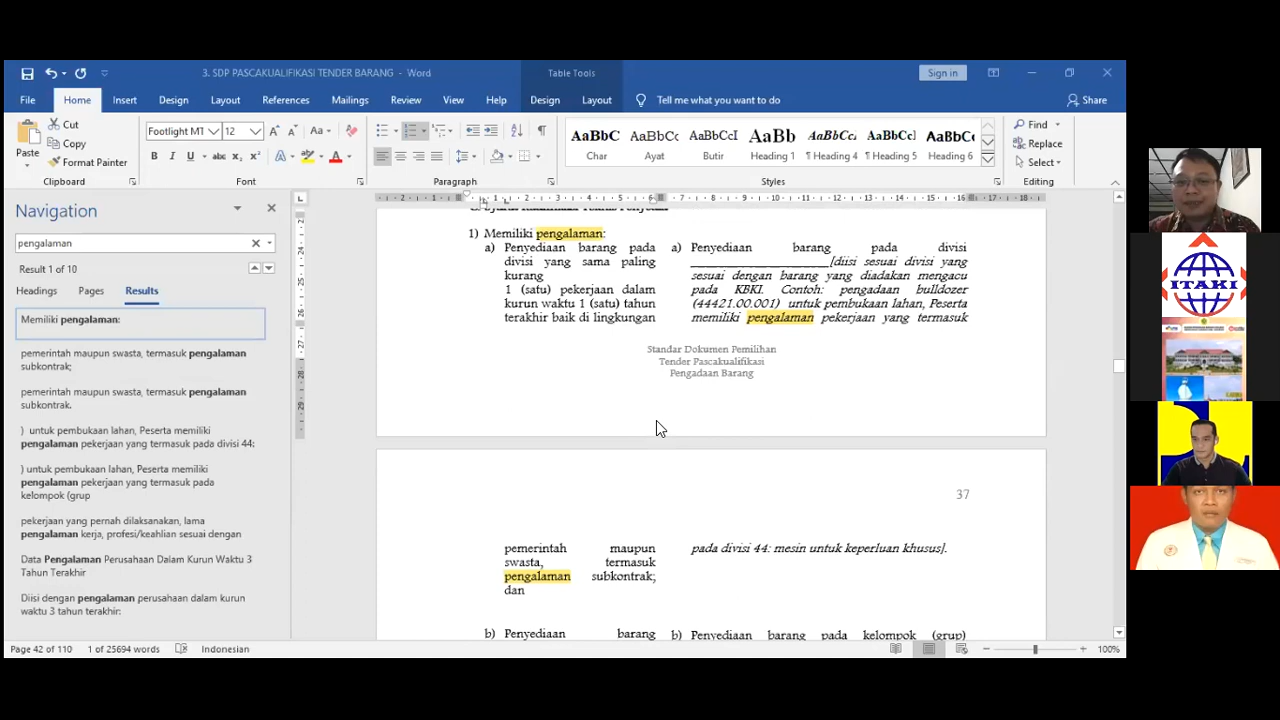 3. SDP PASCAKUALIFIKASI TENDER BARANG - Word
Table Tools
Sign in
File Home Insert Design Layout References Mailings Review View Help Design Layout Tell me what you want to do Share
Paste
Cut
Copy
Format Painter
Clipboard
Footlight MT 12
Font
Paragraph
AaBbC AaBbCc AaBbCcI AaBb AaBbCc AaBbCc AaBbCc
Char Ayat Butir Heading 1 ¶ Heading 4 ¶ Heading 5 Heading 6
Styles
Find
Replace
Select
Editing
Navigation
pengalaman
Result 1 of 10
Headings Pages Results
Memiliki pengalaman:
pemerintah maupun swasta, termasuk pengalaman
subkontrak;
pemerintah maupun swasta, termasuk pengalaman
subkontrak.
) untuk pembukaan lahan, Peserta memiliki
pengalaman pekerjaan yang termasuk pada divisi 44:
) untuk pembukaan lahan, Peserta memiliki
pengalaman pekerjaan yang termasuk pada
kelompok (grup
pekerjaan yang pernah dilaksanakan, lama
pengalaman kerja, profesi/keahlian sesuai dengan
Data Pengalaman Perusahaan Dalam Kurun Waktu 3
Tahun Terakhir
Diisi dengan pengalaman perusahaan dalam kurun
waktu 3 tahun terakhir:
1) Memiliki pengalaman:
a) Penyediaan barang pada
divisi yang sama paling
kurang
1 (satu) pekerjaan dalam
kurun waktu 1 (satu) tahun
terakhir baik di lingkungan
a) Penyediaan barang pada divisi
____________________[diisi sesuai divisi yang
sesuai dengan barang yang diadakan mengacu
pada KBKI. Contoh: pengadaan bulldozer
(44421.00.001) untuk pembukaan lahan, Peserta
memiliki pengalaman pekerjaan yang termasuk
Standar Dokumen Pemilihan
Tender Pascakualifikasi
Pengadaan Barang
37
pemerintah maupun
swasta, termasuk
pengalaman subkontrak;
dan
pada divisi 44: mesin untuk keperluan khusus].
b) Penyediaan barang
b) Penyediaan barang pada kelompok (grup)
Page 42 of 110 1 of 25694 words Indonesian 100%
ITAKI